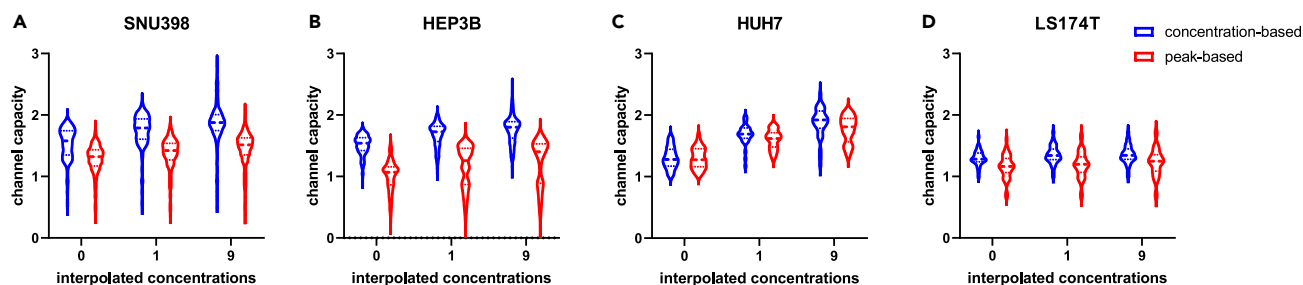 A
SNU398
channel capacity
3
2
1
0
0
1
9
interpolated concentrations
B
HEP3B
channel capacity
3
2
1
0
0
1
9
interpolated concentrations
C
HUH7
channel capacity
3
2
1
0
0
1
9
interpolated concentrations
D
LS174T
channel capacity
3
2
1
0
0
1
9
interpolated concentrations
concentration-based
peak-based